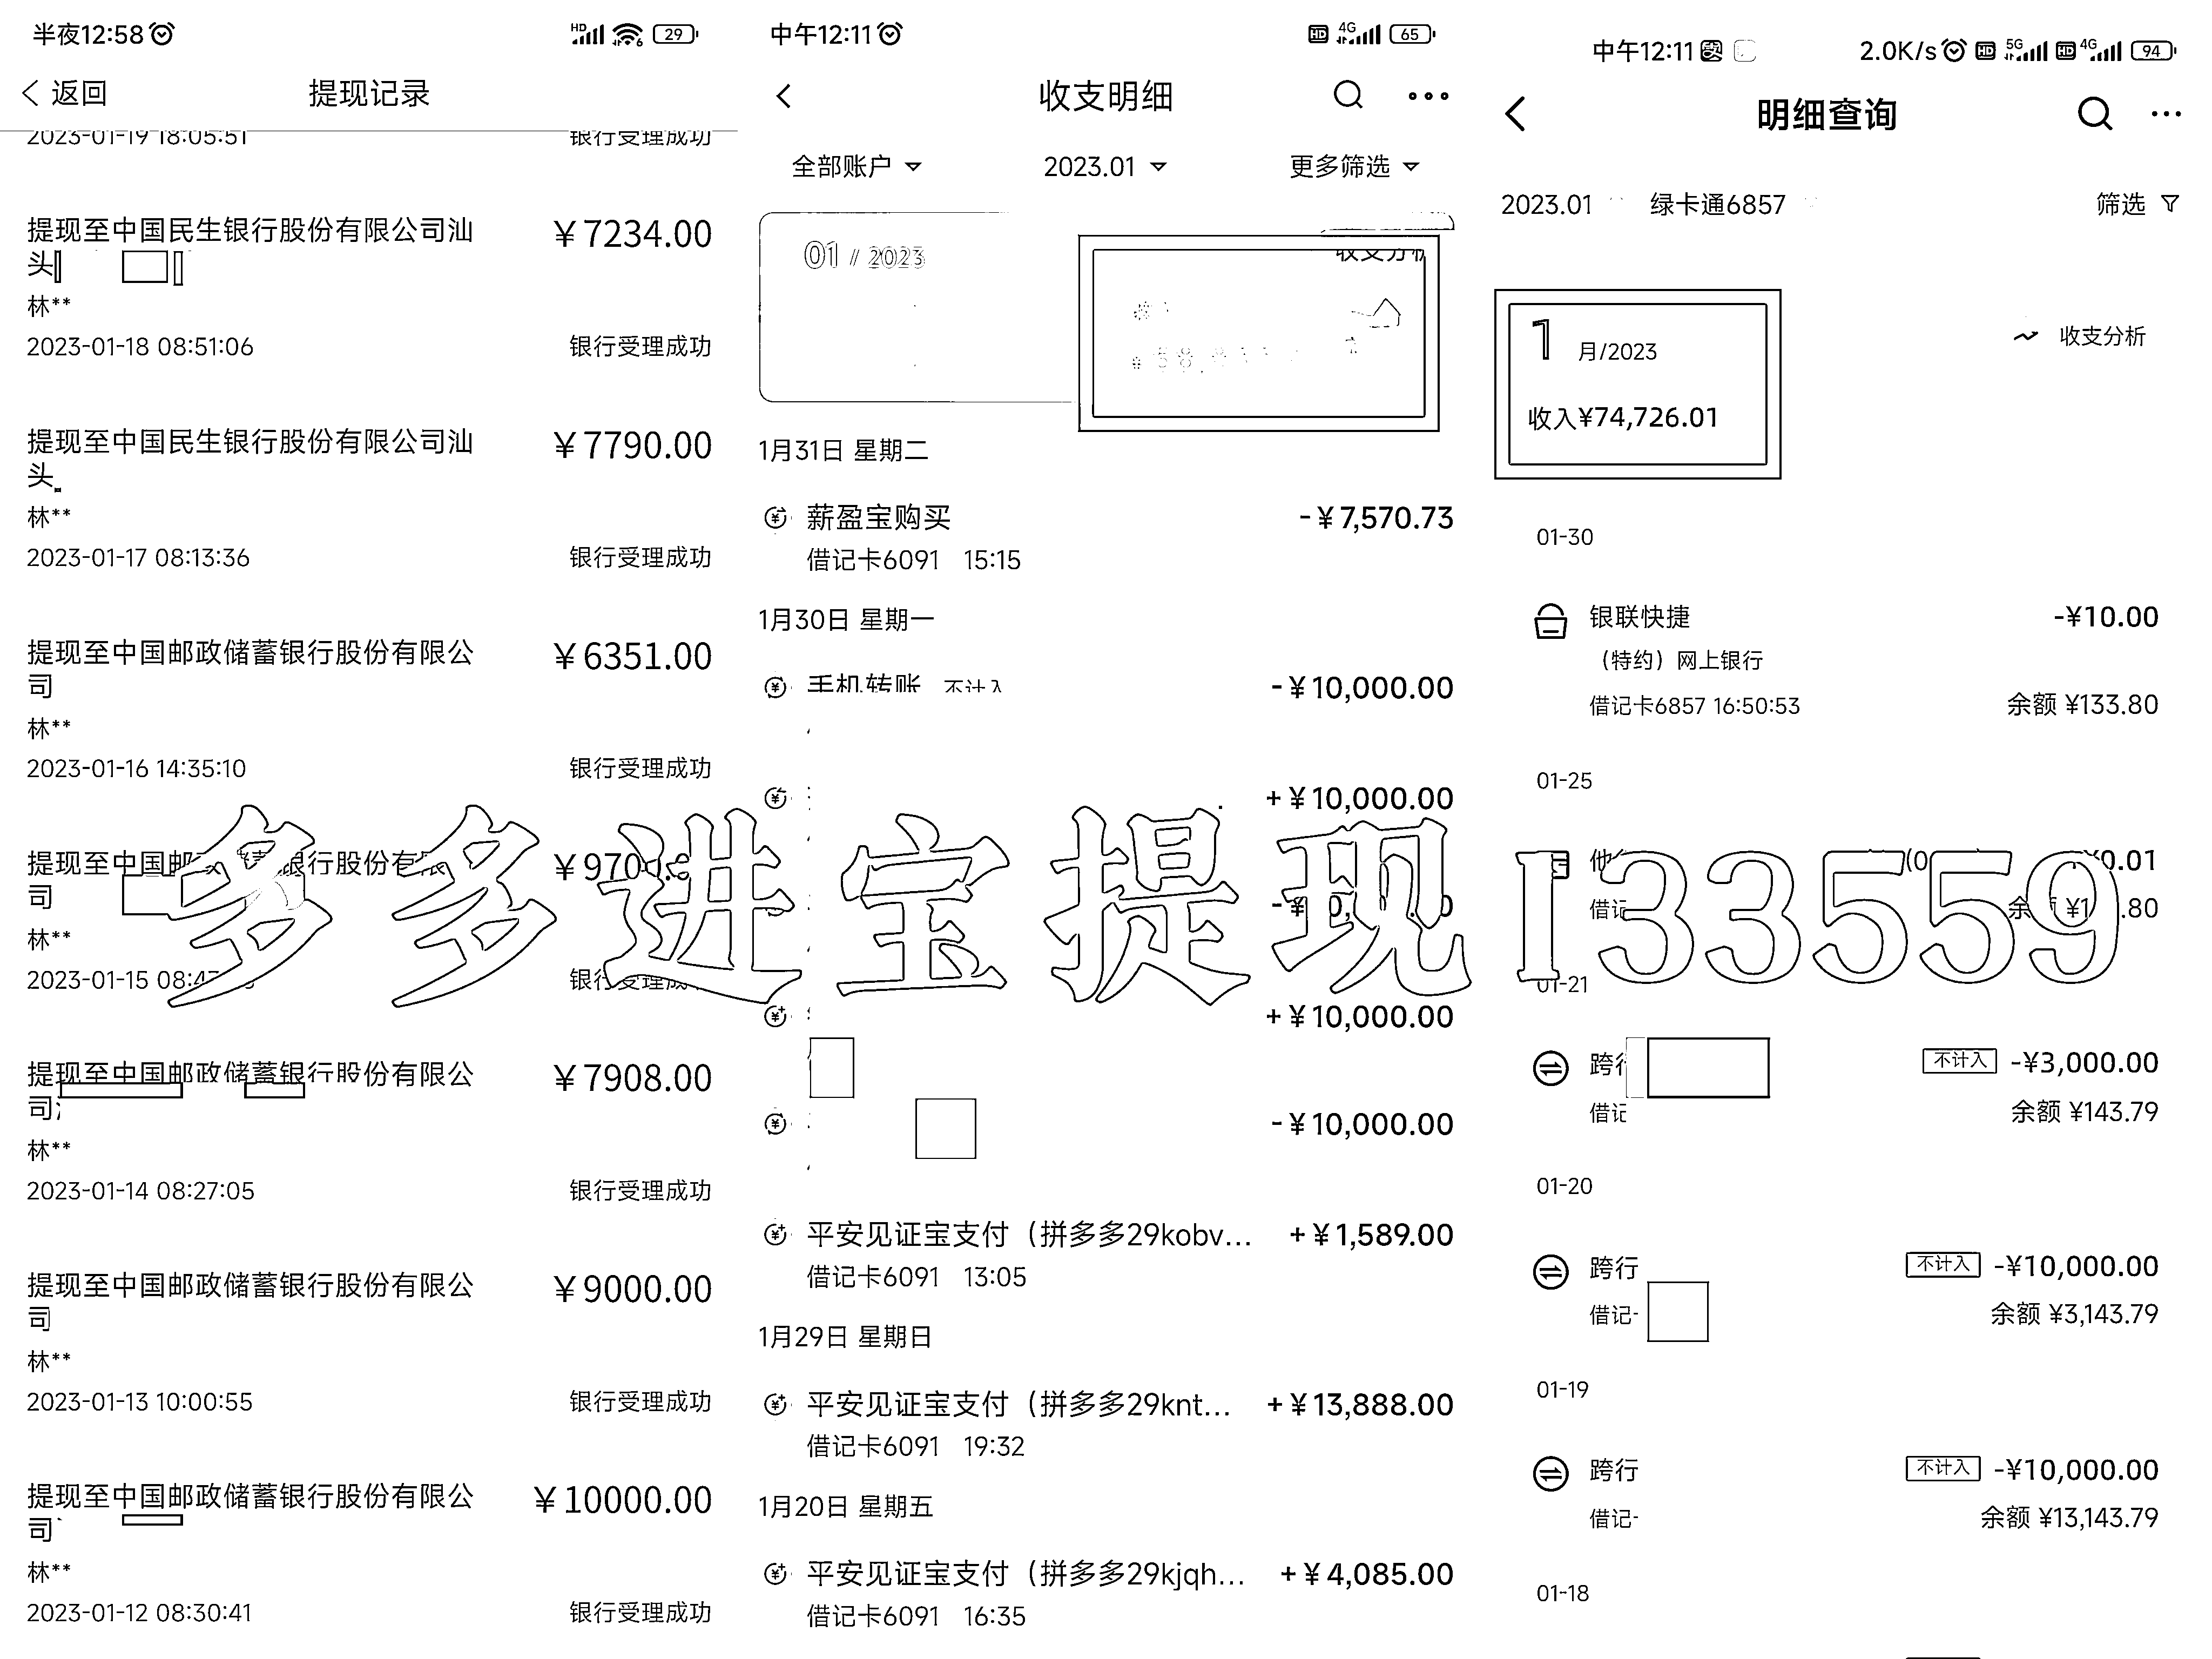 半夜12:58
HD 6 29
返回
提现记录
2023-01-19 18:05:51 银行受理成功
提现至中国民生银行股份有限公司汕 ￥7234.00
头
林**
2023-01-18 08:51:06 银行受理成功
提现至中国民生银行股份有限公司汕 ￥7790.00
头
林**
2023-01-17 08:13:36 银行受理成功
提现至中国邮政储蓄银行股份有限公 ￥6351.00
司
林**
2023-01-16 14:35:10 银行受理成功
提现至中国邮 银行股份有 ￥970
司
林**
2023-01-15 08:47 银行受理成
提现至中国邮政储蓄银行股份有限公 ￥7908.00
司
林**
2023-01-14 08:27:05 银行受理成功
提现至中国邮政储蓄银行股份有限公 ￥9000.00
司
林**
2023-01-13 10:00:55 银行受理成功
提现至中国邮政储蓄银行股份有限公 ￥10000.00
司
林**
2023-01-12 08:30:41 银行受理成功
中午12:11
HD 4G 65
收支明细
全部账户 2023.01 更多筛选
01 // 2023
收支分析
1月31日 星期二
薪盈宝购买 -￥7,570.73
借记卡6091 15:15
1月30日 星期一
手机转账 不计入 -￥10,000.00
+￥10,000.00
+￥10,000.00
-￥10,000.00
平安见证宝支付（拼多多29kobv... +￥1,589.00
借记卡6091 13:05
1月29日 星期日
平安见证宝支付（拼多多29knt... +￥13,888.00
借记卡6091 19:32
1月20日 星期五
平安见证宝支付（拼多多29kjqh... +￥4,085.00
借记卡6091 16:35
中午12:11
2.0K/s HD 5G HD 4G 94
明细查询
2023.01 绿卡通6857 筛选
1 月/2023
收支分析
收入¥74,726.01
01-30
银联快捷 -¥10.00
（特约）网上银行
借记卡6857 16:50:53 余额 ¥133.80
01-25
他 ¥0.01
借记 余 ¥1 .80
01-21
跨行 不计入 -¥3,000.00
借记 余额 ¥143.79
01-20
跨行 不计入 -¥10,000.00
借记 余额 ¥3,143.79
01-19
跨行 不计入 -¥10,000.00
借记 余额 ¥13,143.79
01-18
多多进宝提现133559